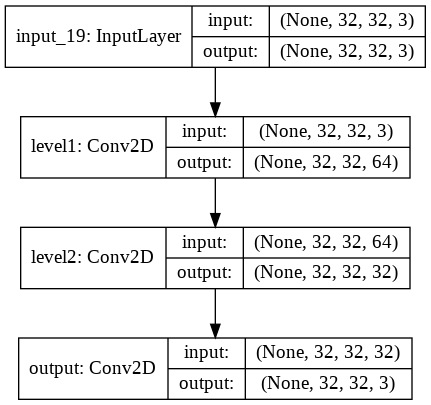 input_19: InputLayer
input: (None, 32, 32, 3)
output: (None, 32, 32, 3)
level1: Conv2D
input: (None, 32, 32, 3)
output: (None, 32, 32, 64)
level2: Conv2D
input: (None, 32, 32, 64)
output: (None, 32, 32, 32)
output: Conv2D
input: (None, 32, 32, 32)
output: (None, 32, 32, 3)